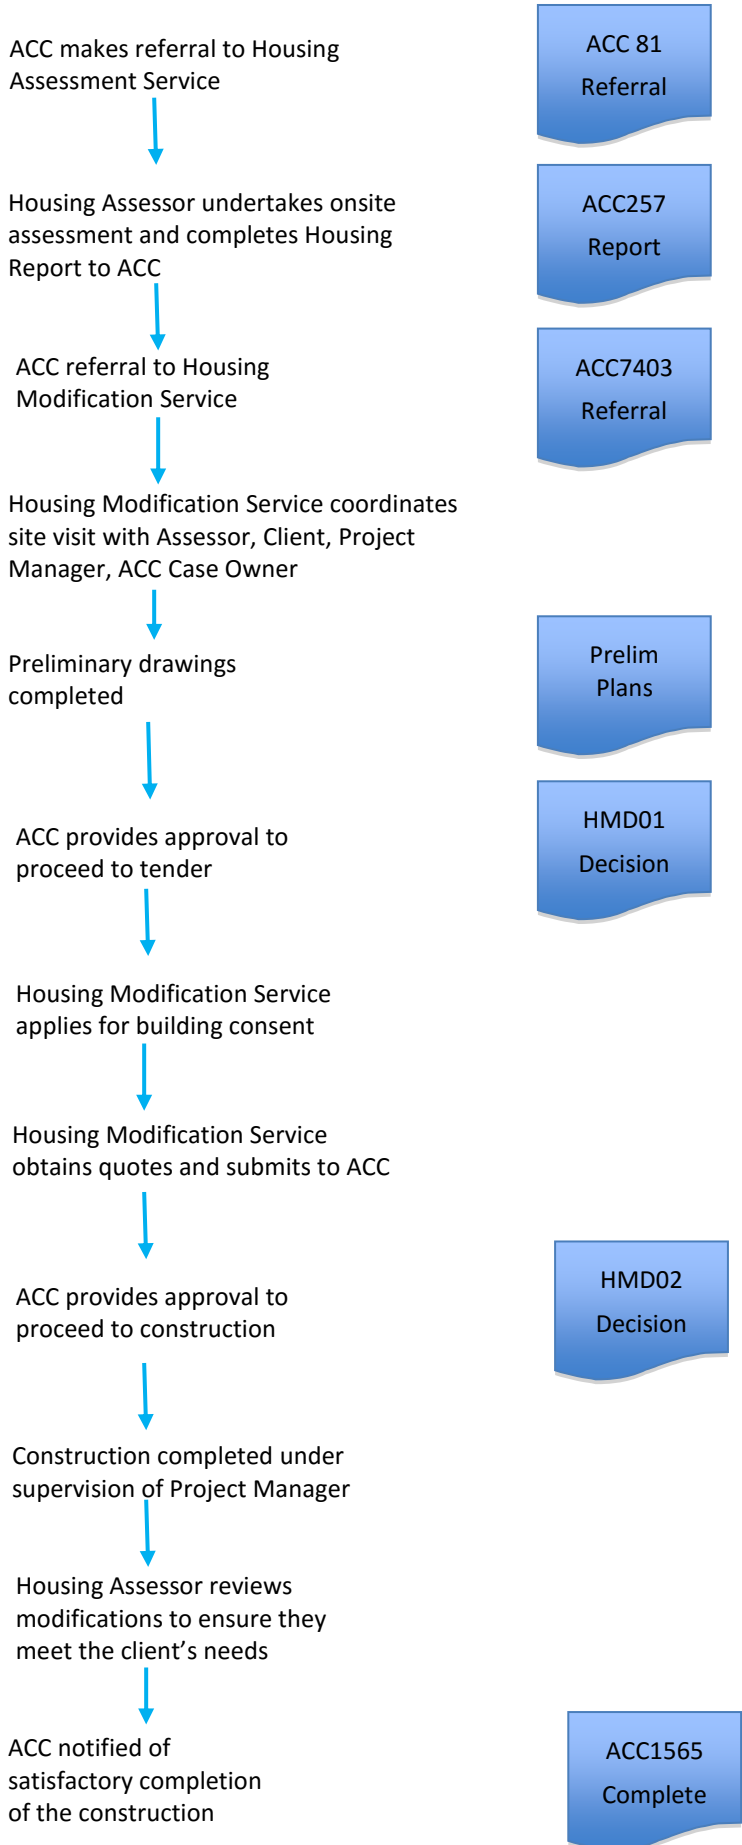 ACC makes referral to Housing
Assessment Service
ACC 81
Referral
Housing Assessor undertakes onsite
assessment and completes Housing
Report to ACC
ACC257
Report
ACC referral to Housing
Modification Service
ACC7403
Referral
Housing Modification Service coordinates
site visit with Assessor, Client, Project
Manager, ACC Case Owner
Preliminary drawings
completed
Prelim
Plans
ACC provides approval to
proceed to tender
HMD01
Decision
Housing Modification Service
applies for building consent
Housing Modification Service
obtains quotes and submits to ACC
ACC provides approval to
proceed to construction
HMD02
Decision
Construction completed under
supervision of Project Manager
Housing Assessor reviews
modifications to ensure they
meet the client’s needs
ACC notified of
satisfactory completion
of the construction
ACC1565
Complete